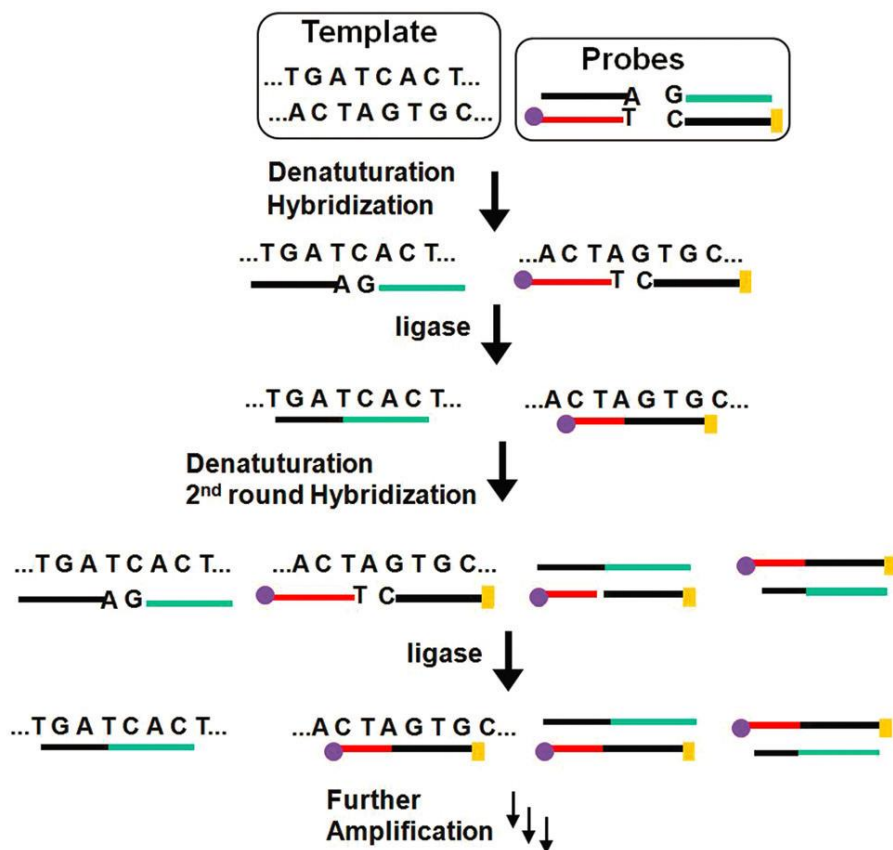 Template
...T G A T C A C T...
...A C T A G T G C...
Probes
A G
T C
Denatuturation
Hybridization
...T G A T C A C T...
A G
...A C T A G T G C...
T C
ligase
...T G A T C A C T...
...A C T A G T G C...
Denatuturation
2nd round Hybridization
...T G A T C A C T...
A G
...A C T A G T G C...
T C
ligase
...T G A T C A C T...
...A C T A G T G C...
Further
Amplification